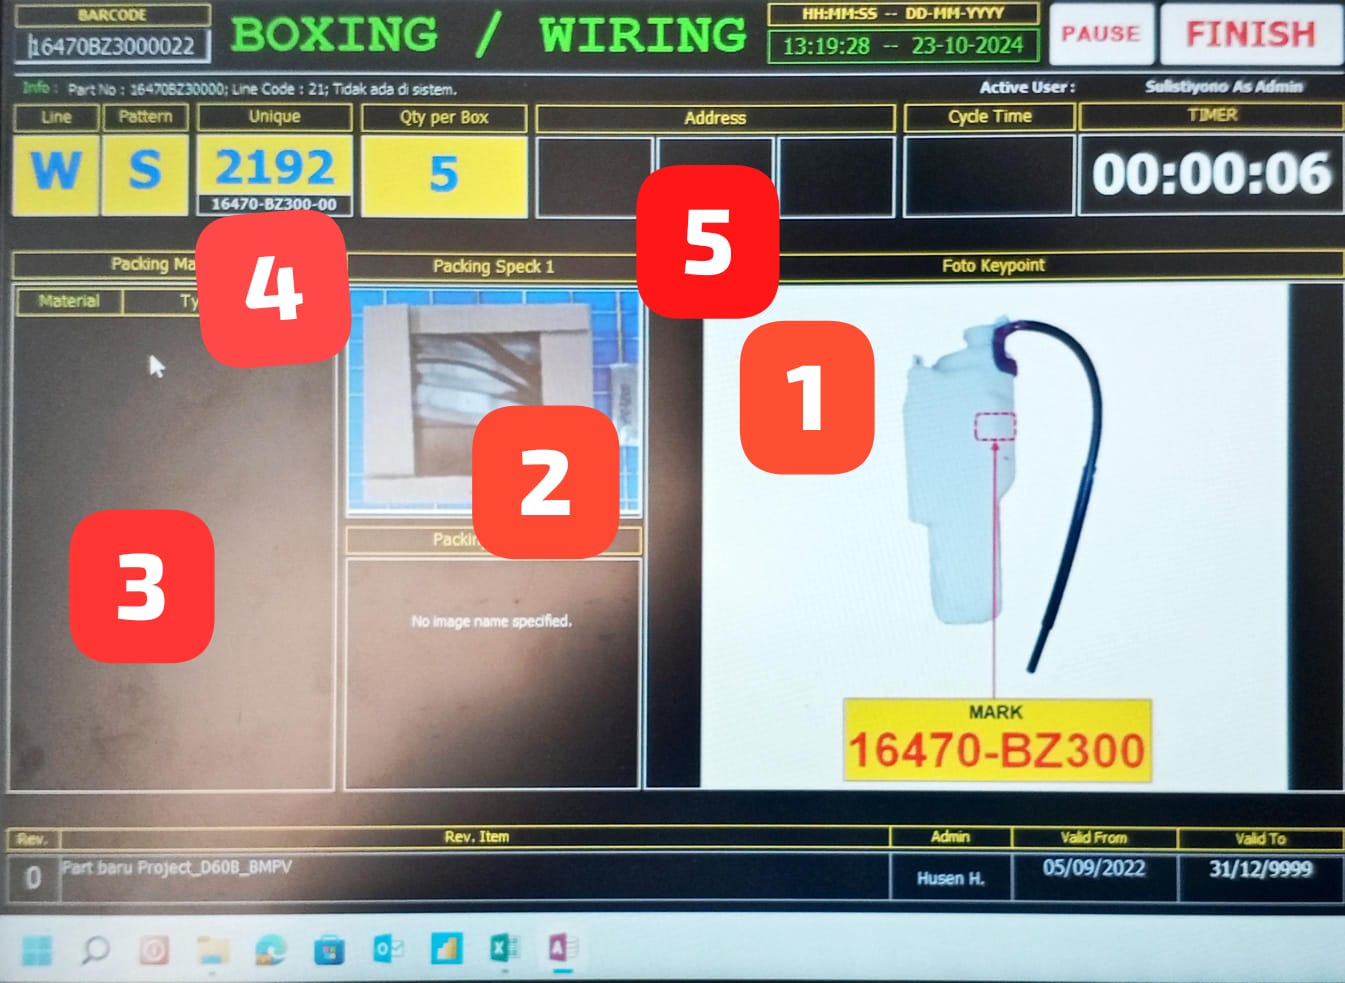 BARCODE
16470BZ3000022
BOXING / WIRING
HH:MM:SS -- DD-MM-YYYY
13:19:28 -- 23-10-2024
PAUSE
FINISH
Info : Part No : 16470BZ30000; Line Code : 21; Tidak ada di sistem.
Active User :
Sulistiyono As Admin
Line
Pattern
Unique
Qty per Box
Address
Cycle Time
TIMER
W
S
2192
16470-BZ300-00
5
00:00:06
4
5
Packing Ma
Packing Speck 1
Foto Keypoint
Material
Ty
1
2
3
Packin
No image name specified.
MARK
16470-BZ300
Rev.
Rev. Item
Admin
Valid From
Valid To
0
Part baru Project_D60B_BMPV
Husen H.
05/09/2022
31/12/9999